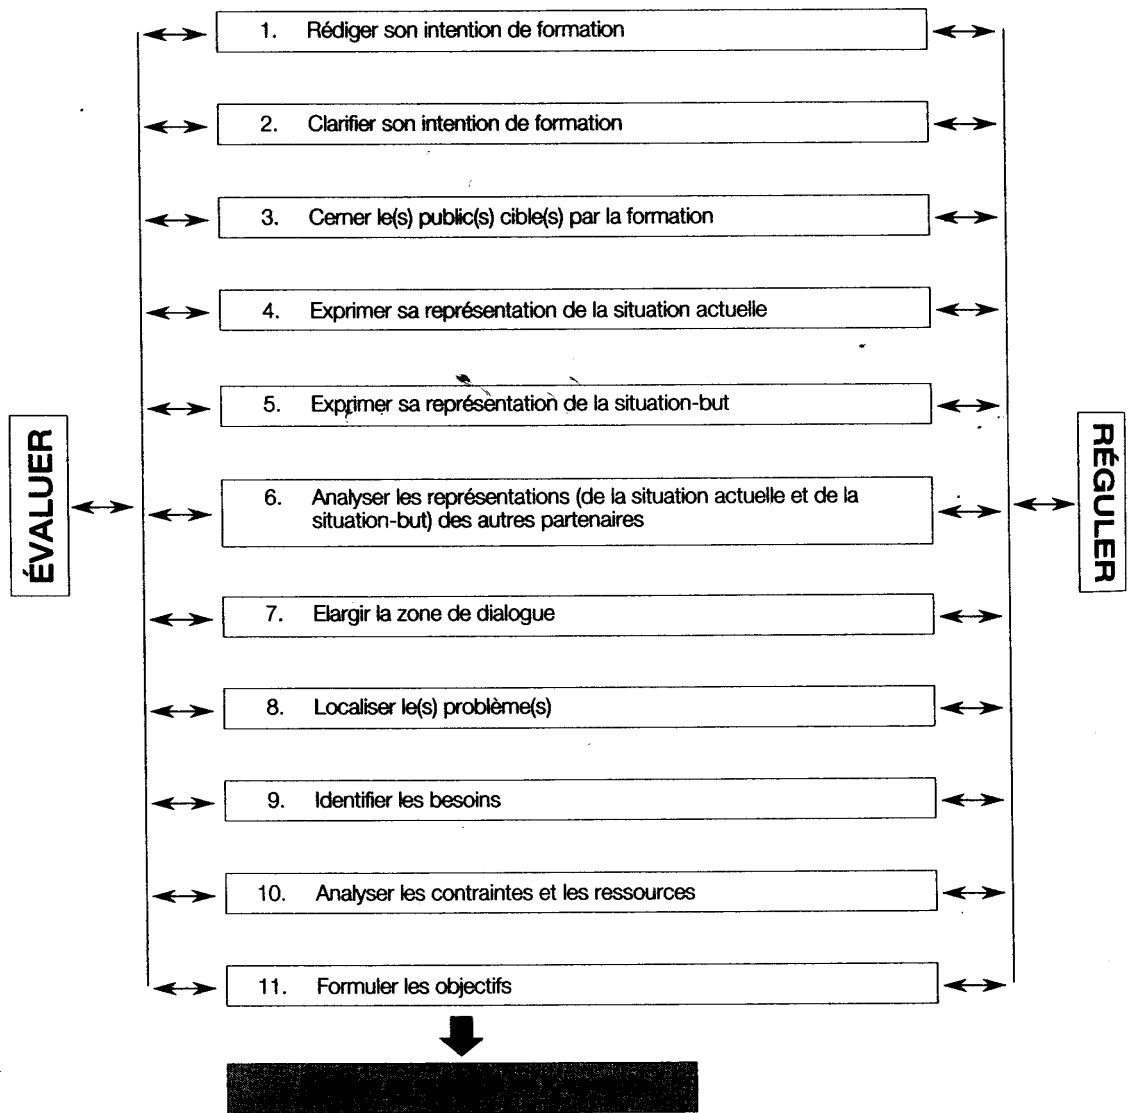 1. Rédiger son intention de formation
2. Clarifier son intention de formation
3. Cerner le(s) public(s) cible(s) par la formation
4. Exprimer sa représentation de la situation actuelle
5. Exprimer sa représentation de la situation-but
ÉVALUER
RÉGULER
6. Analyser les représentations (de la situation actuelle et de la
situation-but) des autres partenaires
7. Elargir la zone de dialogue
8. Localiser le(s) problème(s)
9. Identifier les besoins
10. Analyser les contraintes et les ressources
11. Formuler les objectifs